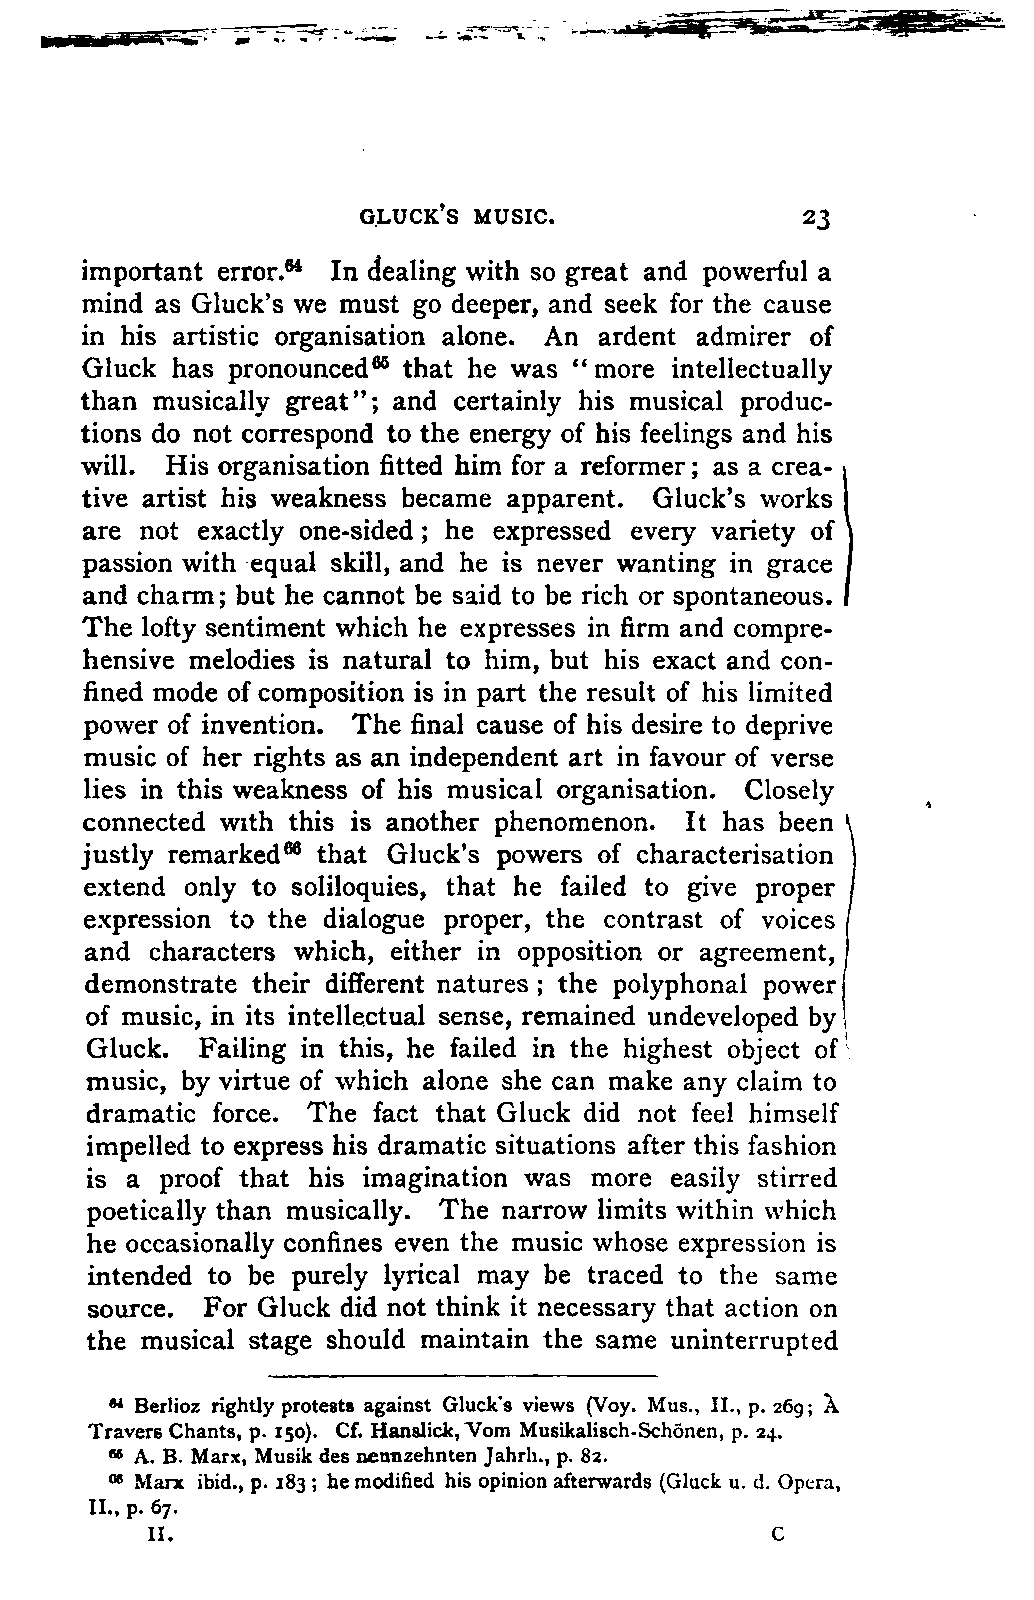 GLUCK'S MUSIC. 23
important error.⁶⁴ In dealing with so great and powerful a
mind as Gluck's we must go deeper, and seek for the cause
in his artistic organisation alone. An ardent admirer of
Gluck has pronounced⁶⁵ that he was "more intellectually
than musically great"; and certainly his musical produc-
tions do not correspond to the energy of his feelings and his
will. His organisation fitted him for a reformer; as a crea-
tive artist his weakness became apparent. Gluck's works
are not exactly one-sided; he expressed every variety of
passion with equal skill, and he is never wanting in grace
and charm; but he cannot be said to be rich or spontaneous.
The lofty sentiment which he expresses in firm and compre-
hensive melodies is natural to him, but his exact and con-
fined mode of composition is in part the result of his limited
power of invention. The final cause of his desire to deprive
music of her rights as an independent art in favour of verse
lies in this weakness of his musical organisation. Closely
connected with this is another phenomenon. It has been
justly remarked⁶⁶ that Gluck's powers of characterisation
extend only to soliloquies, that he failed to give proper
expression to the dialogue proper, the contrast of voices
and characters which, either in opposition or agreement,
demonstrate their different natures; the polyphonal power
of music, in its intellectual sense, remained undeveloped by
Gluck. Failing in this, he failed in the highest object of
music, by virtue of which alone she can make any claim to
dramatic force. The fact that Gluck did not feel himself
impelled to express his dramatic situations after this fashion
is a proof that his imagination was more easily stirred
poetically than musically. The narrow limits within which
he occasionally confines even the music whose expression is
intended to be purely lyrical may be traced to the same
source. For Gluck did not think it necessary that action on
the musical stage should maintain the same uninterrupted
⁶⁴ Berlioz rightly protests against Gluck's views (Voy. Mus., II., p. 269; À
Travers Chants, p. 150). Cf. Hanslick, Vom Musikalisch-Schönen, p. 24.
⁶⁵ A. B. Marx, Musik des neunzehnten Jahrh., p. 82.
⁶⁶ Marx ibid., p. 183; he modified his opinion afterwards (Gluck u. d. Opera,
II., p. 67.
II. C